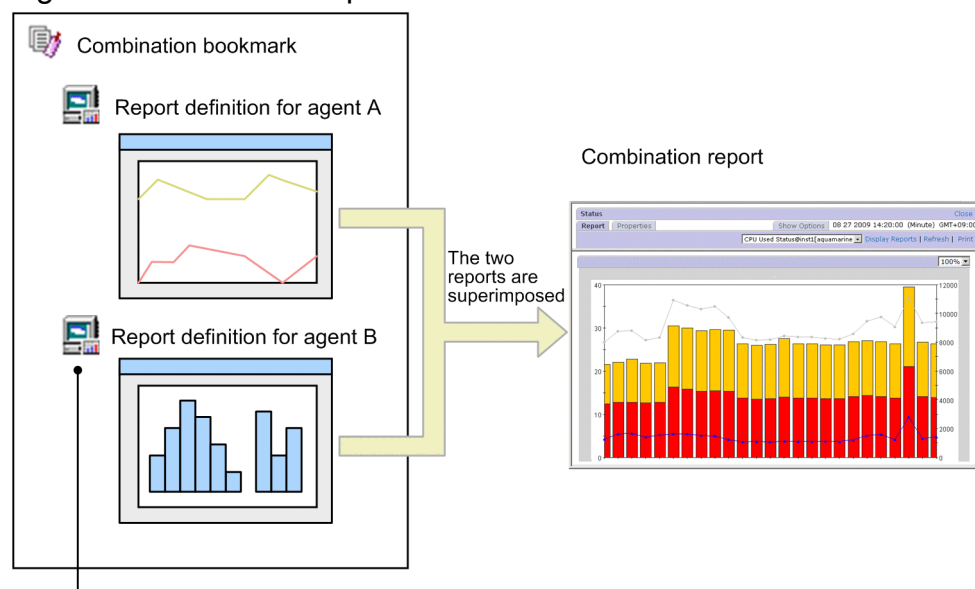 Combination bookmark
Report definition for agent A
Report definition for agent B
The two
reports are
superimposed
Combination report
Status
Close
Report
Properties
Show Options
08 27 2009 14:20:00 (Minute) GMT+09:00
CPU Used Status@inst1[aquamarine
Display Reports | Refresh | Print
100%
40
30
20
10
0
12000
10000
8000
6000
4000
2000
0